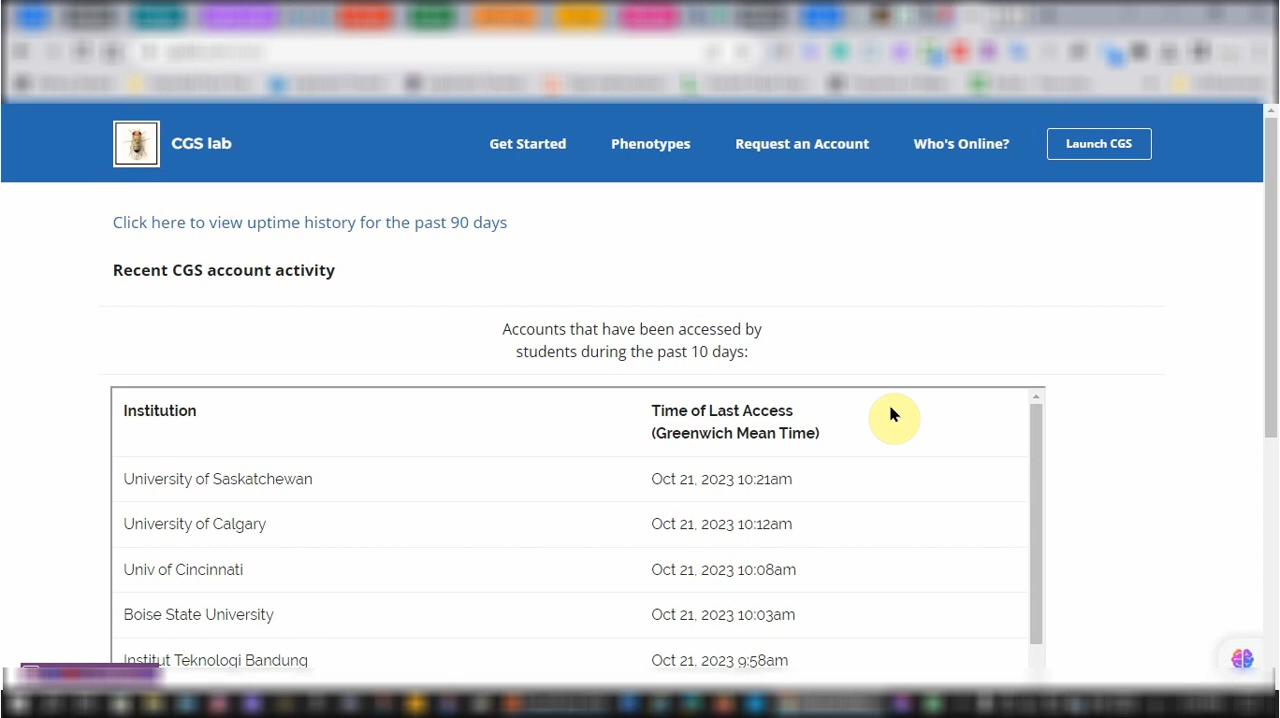 CGS lab
Get Started
Phenotypes
Request an Account
Who's Online?
Launch CGS
Click here to view uptime history for the past 90 days
Recent CGS account activity
Accounts that have been accessed by
students during the past 10 days:
Institution
Time of Last Access
(Greenwich Mean Time)
University of Saskatchewan
Oct 21, 2023 10:21am
University of Calgary
Oct 21, 2023 10:12am
Univ of Cincinnati
Oct 21, 2023 10:08am
Boise State University
Oct 21, 2023 10:03am
Institut Teknologi Bandung
Oct 21, 2023 9:58am